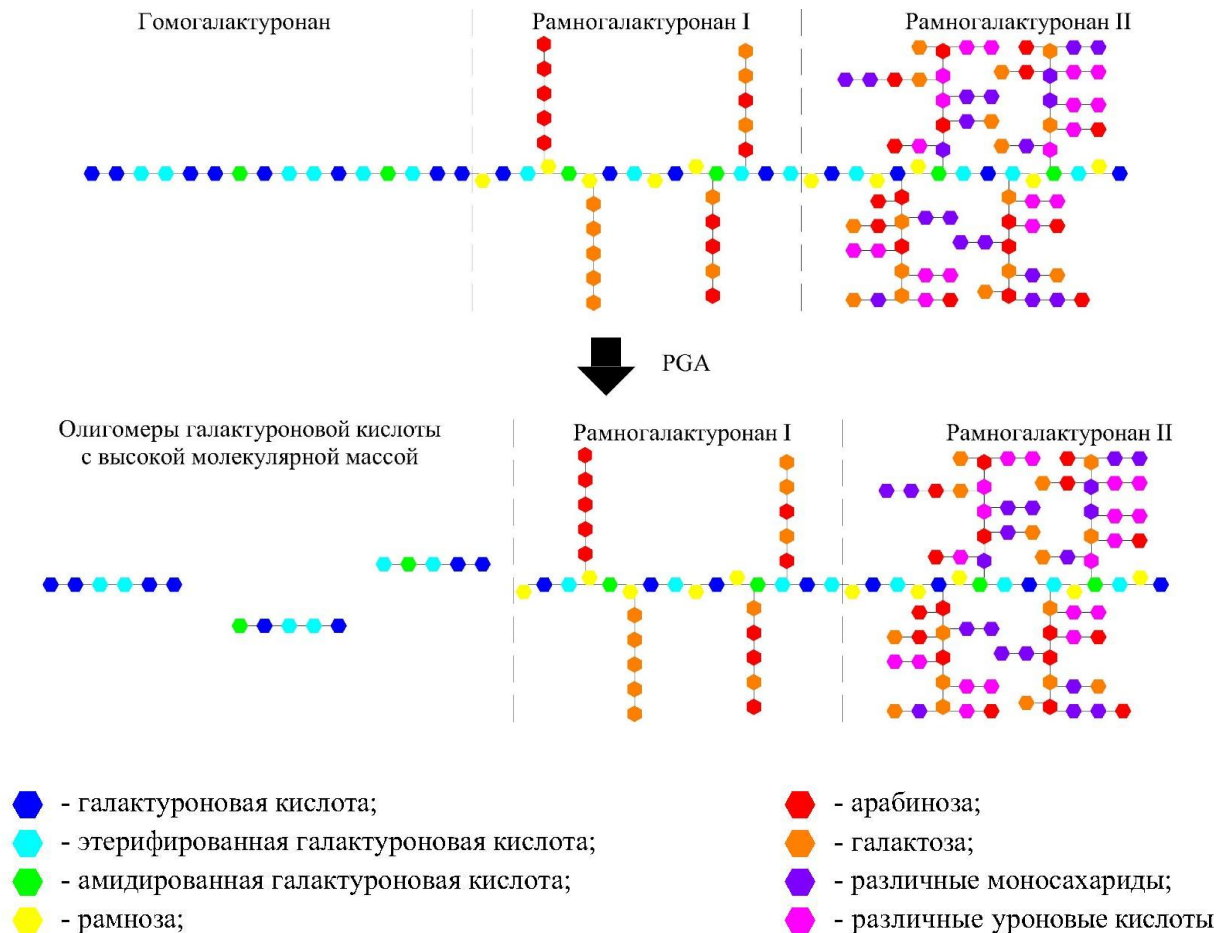 Гомогалактуронан
Рамногалактуронан I
Рамногалактуронан II
PGA
Олигомеры галактуроновой кислоты
с высокой молекулярной массой
Рамногалактуронан I
Рамногалактуронан II
- галактуроновая кислота;
- этерифированная галактуроновая кислота;
- амидированная галактуроновая кислота;
- рамноза;
- арабиноза;
- галактоза;
- различные моносахариды;
- различные уроновые кислоты